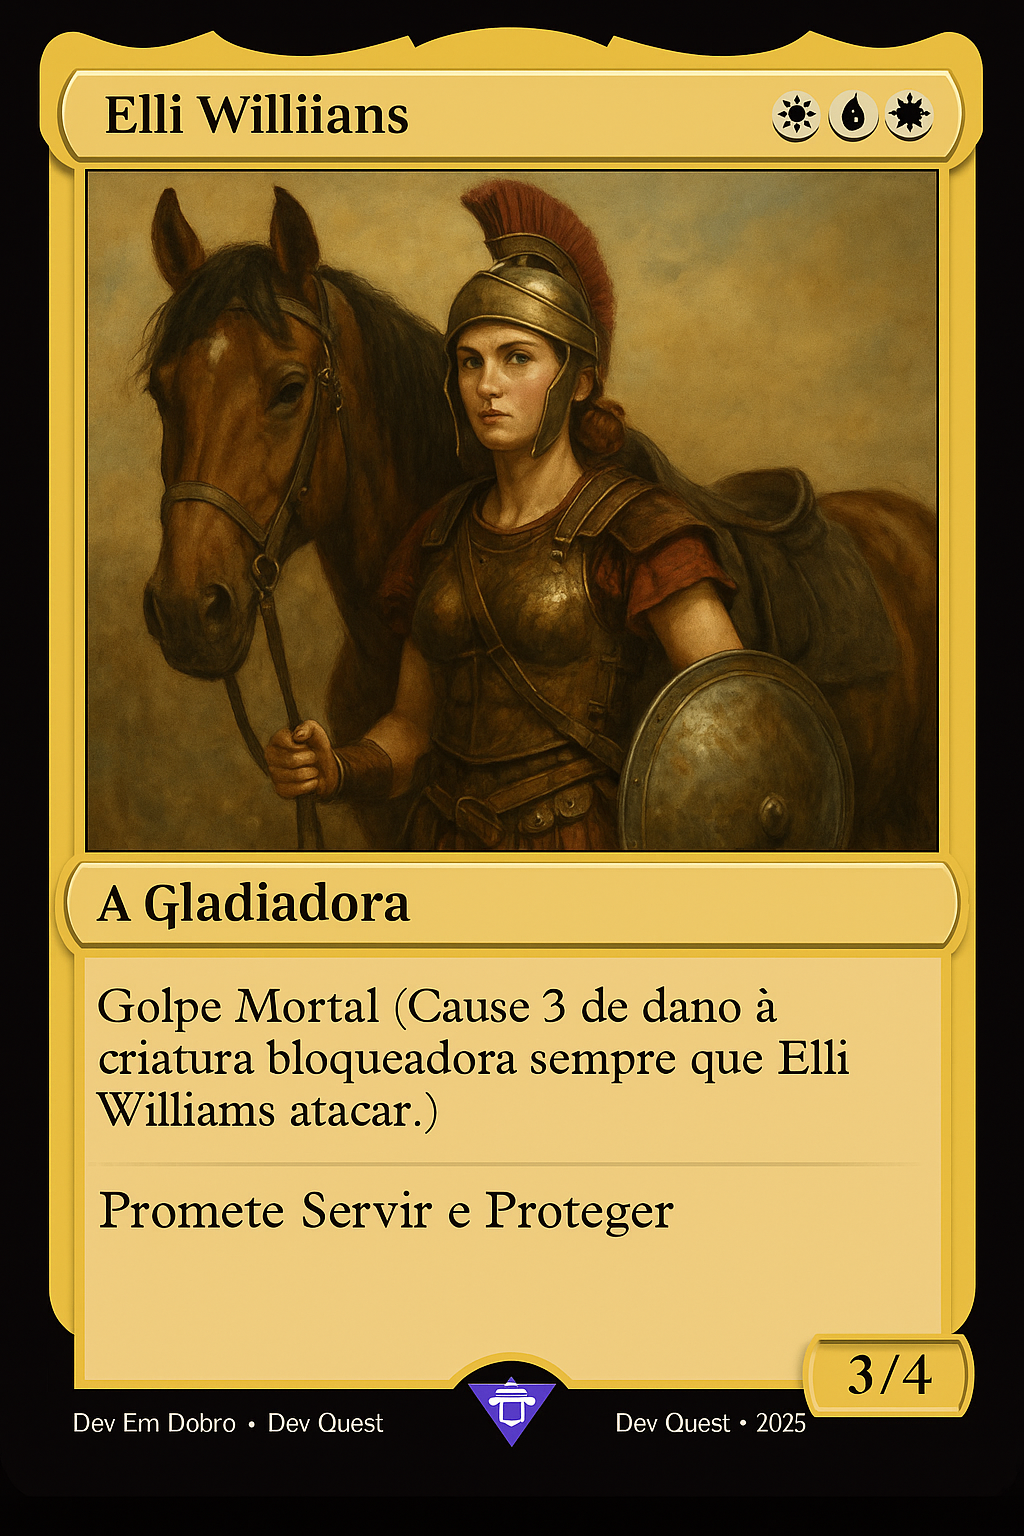 Elli Williians
A Gladiadora
Golpe Mortal (Cause 3 de dano à
criatura bloqueadora sempre que Elli
Williams atacar.)
Promete Servir e Proteger
3/4
Dev Em Dobro • Dev Quest
Dev Quest • 2025